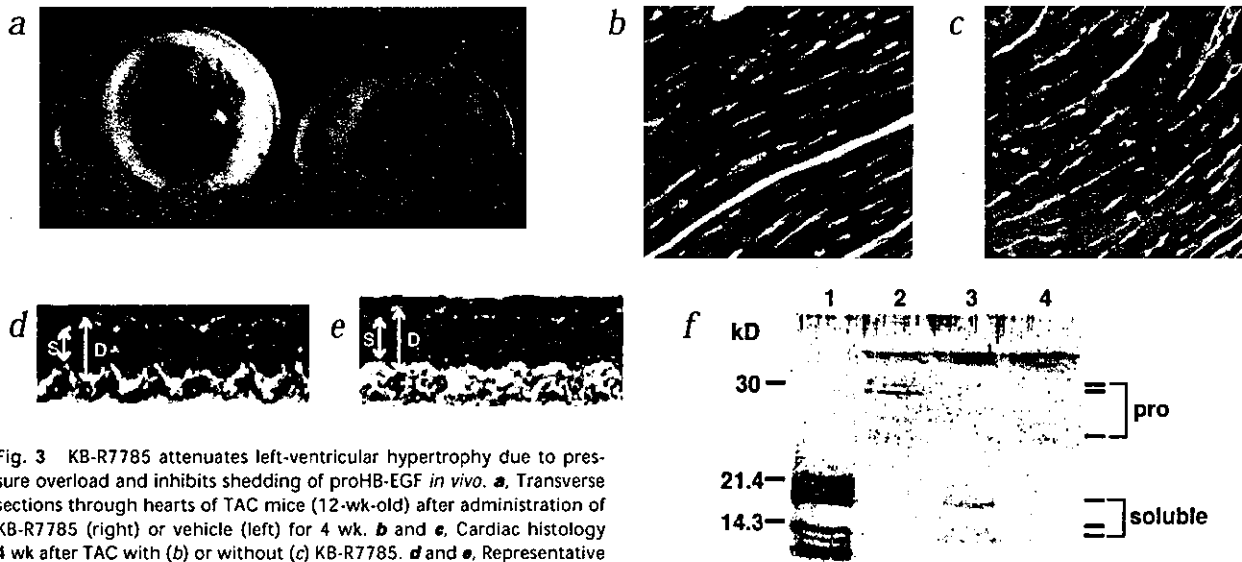 a
b
c
d
S
D
e
S
D
f
1 2 3 4
kD
30
21.4
14.3
pro
soluble
Fig. 3 KB-R7785 attenuates left-ventricular hypertrophy due to pres-
sure overload and inhibits shedding of proHB-EGF in vivo. a, Transverse
sections through hearts of TAC mice (12-wk-old) after administration of
KB-R7785 (right) or vehicle (left) for 4 wk. b and c, Cardiac histology
4 wk after TAC with (b) or without (c) KB-R7785. d and e, Representative